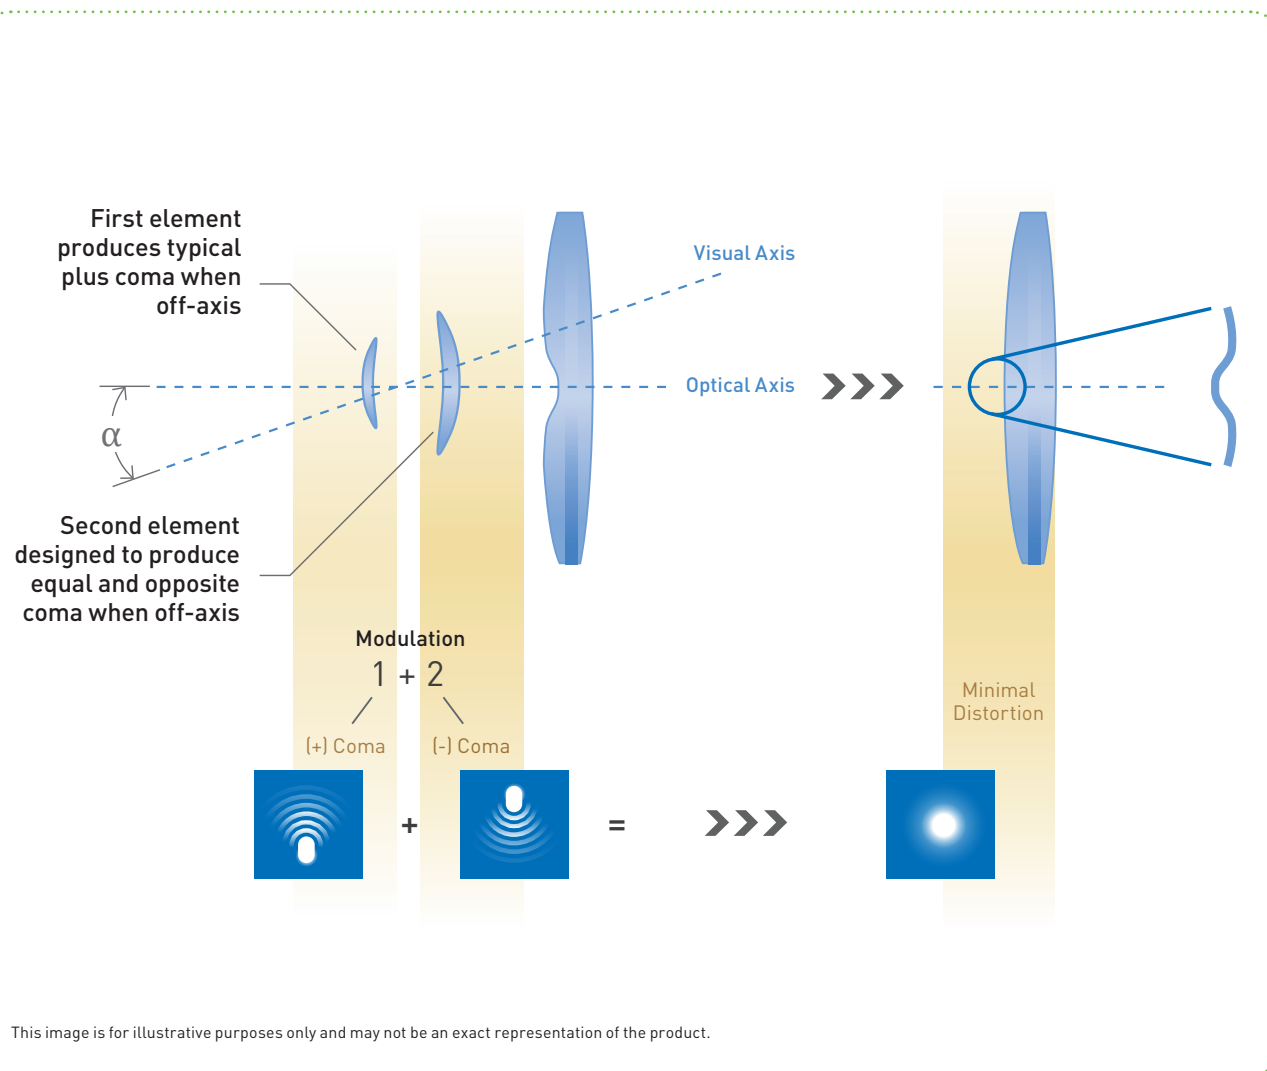 First element
produces typical
plus coma when
off-axis
Visual Axis
Optical Axis
α
Second element
designed to produce
equal and opposite
coma when off-axis
Modulation
1 + 2
(+) Coma
(-) Coma
Minimal
Distortion
+
=
This image is for illustrative purposes only and may not be an exact representation of the product.